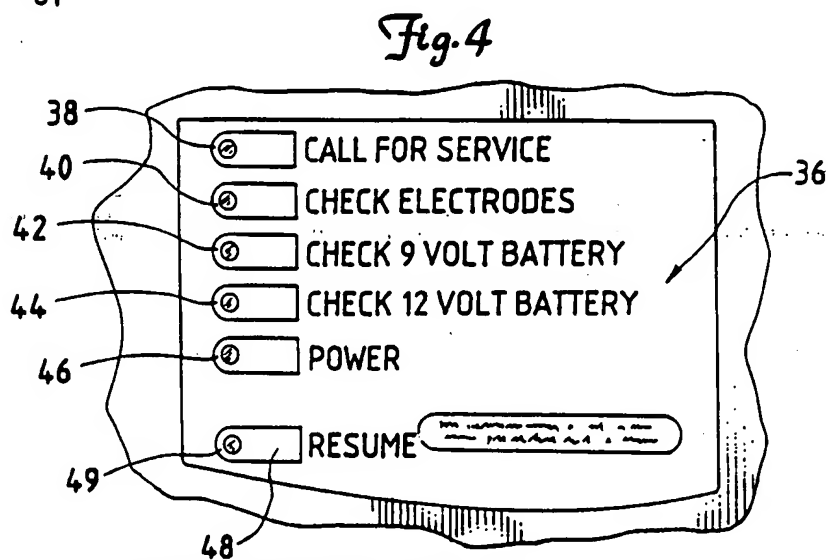 Fig.4
38 CALL FOR SERVICE
40 CHECK ELECTRODES 36
42 CHECK 9 VOLT BATTERY
44 CHECK 12 VOLT BATTERY
46 POWER
49 RESUME
48